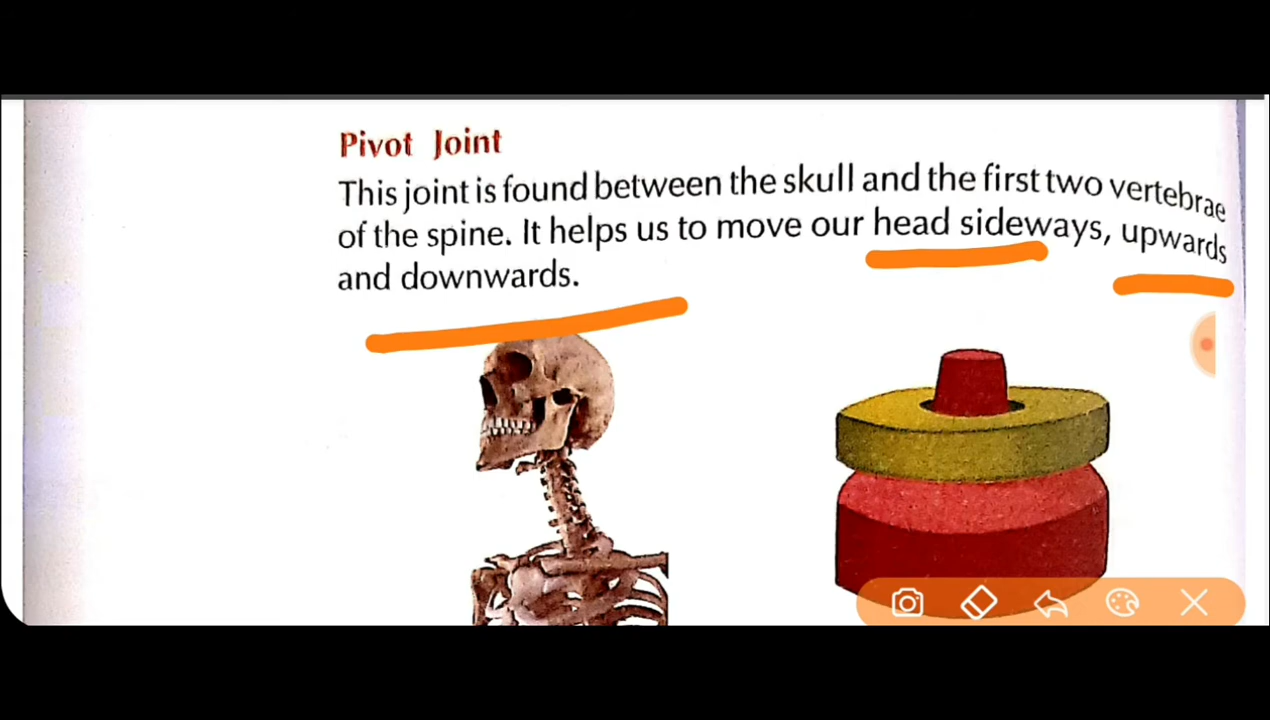 Pivot Joint
This joint is found between the skull and the first two vertebrae
of the spine. It helps us to move our head sideways, upwards
and downwards.